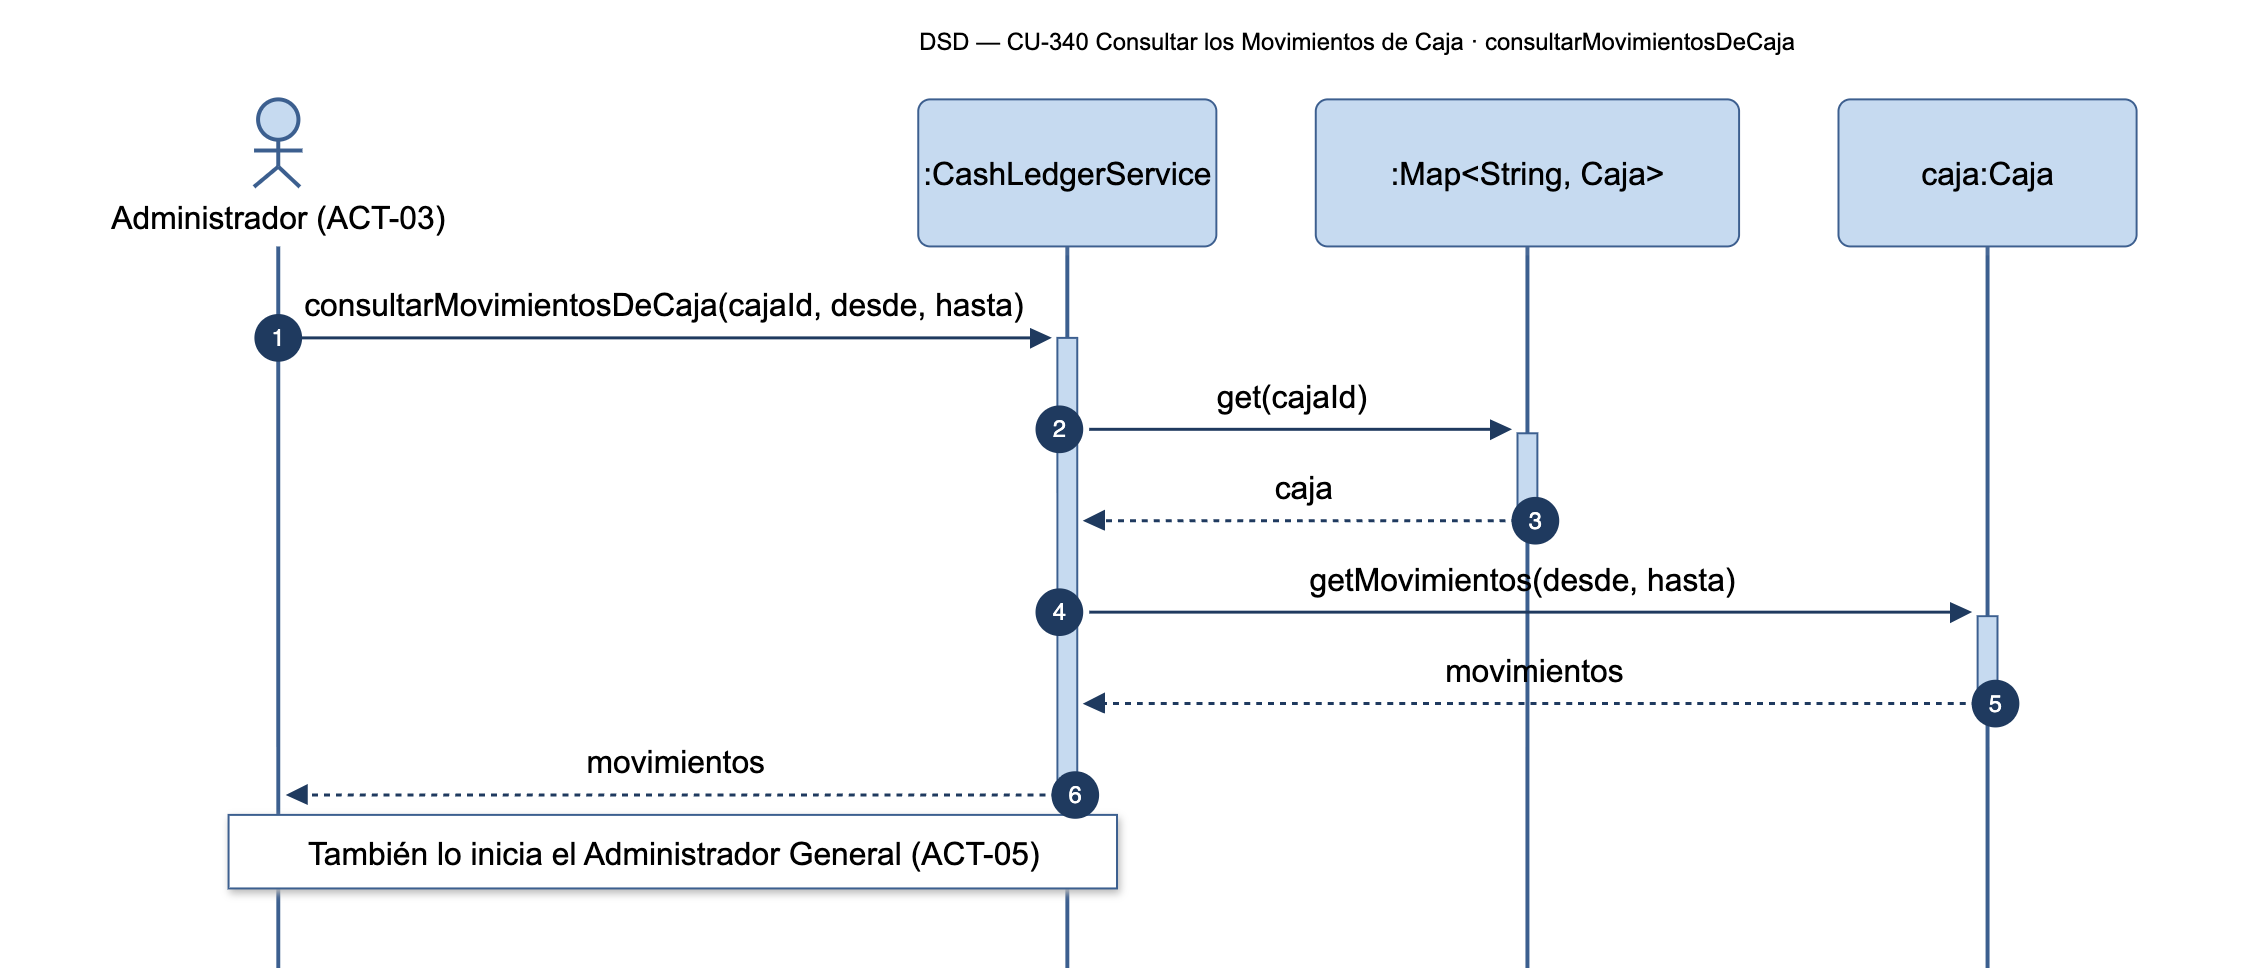 DSD — CU-340 Consultar los Movimientos de Caja · consultarMovimientosDeCaja
Administrador (ACT-03)
:CashLedgerService
:Map<String, Caja>
caja:Caja
consultarMovimientosDeCaja(cajaId, desde, hasta)
1
get(cajaId)
2
caja
3
getMovimientos(desde, hasta)
4
movimientos
5
movimientos
6
También lo inicia el Administrador General (ACT-05)